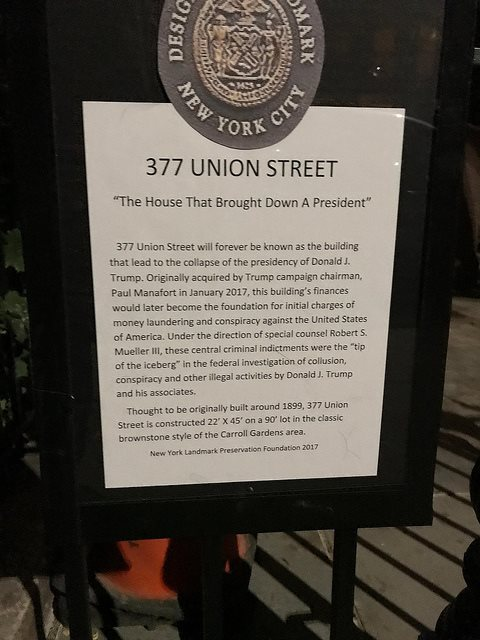 DESIG DMARK
NEW YORK CITY
1625
377 UNION STREET
“The House That Brought Down A President”
377 Union Street will forever be known as the building
that lead to the collapse of the presidency of Donald J.
Trump. Originally acquired by Trump campaign chairman,
Paul Manafort in January 2017, this building’s finances
would later become the foundation for initial charges of
money laundering and conspiracy against the United States
of America. Under the direction of special counsel Robert S.
Mueller III, these central criminal indictments were the “tip
of the iceberg” in the federal investigation of collusion,
conspiracy and other illegal activities by Donald J. Trump
and his associates.
Thought to be originally built around 1899, 377 Union
Street is constructed 22’ X 45’ on a 90’ lot in the classic
brownstone style of the Carroll Gardens area.
New York Landmark Preservation Foundation 2017